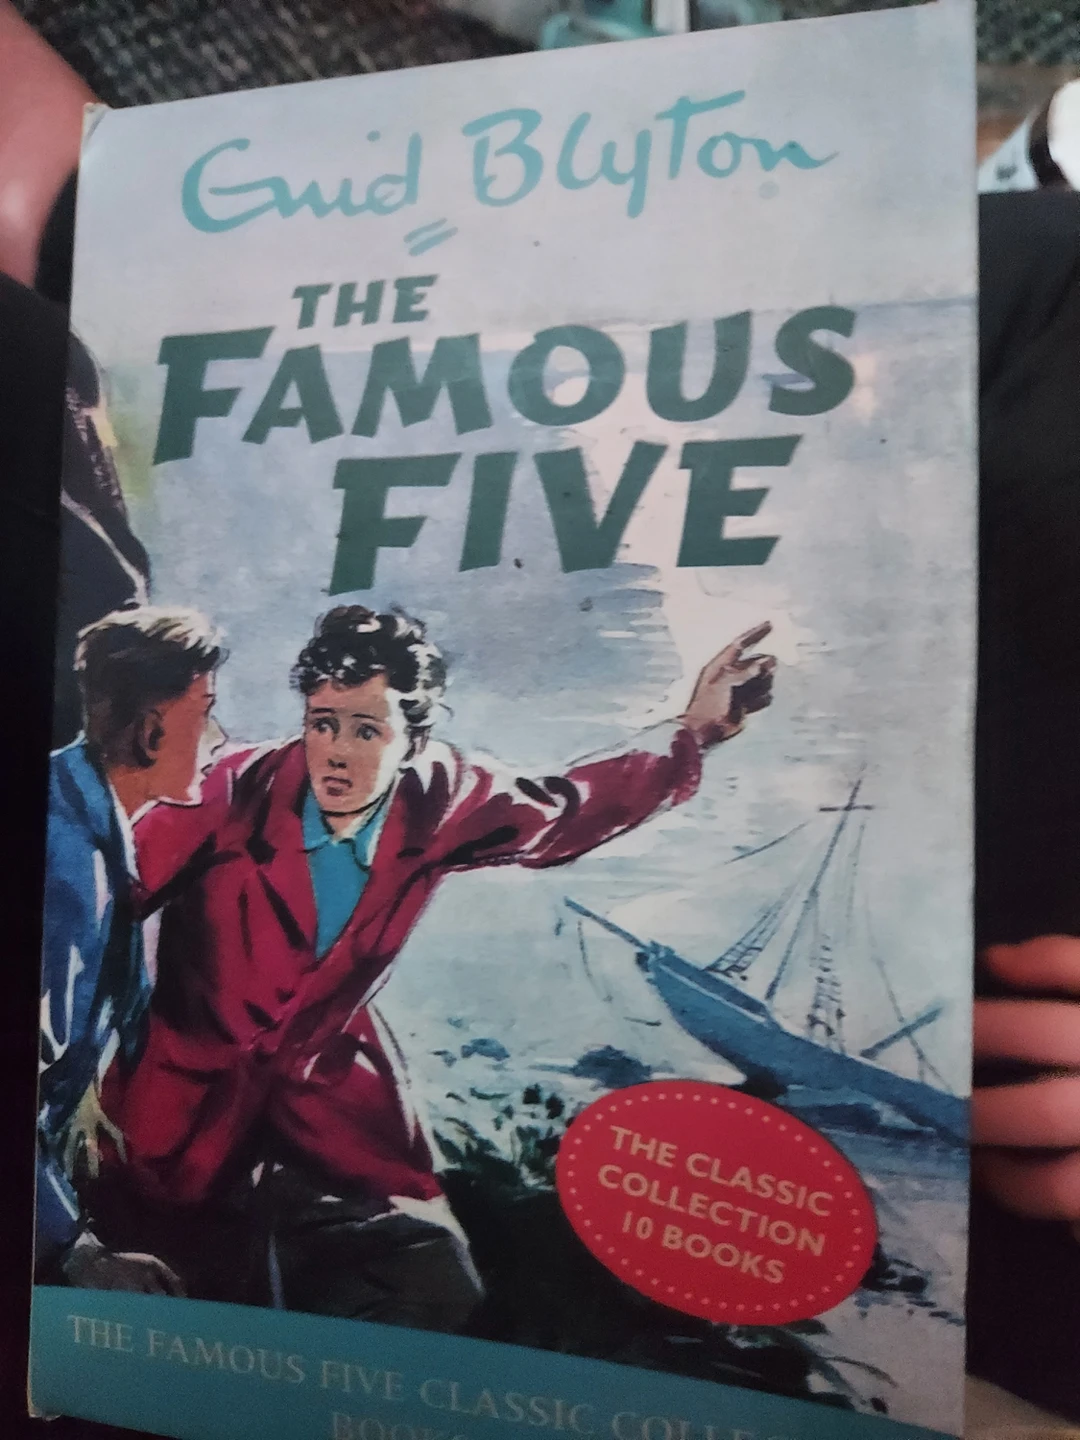 Enid Blyton
THE
FAMOUS
FIVE
THE CLASSIC
COLLECTION
10 BOOKS
THE FAMOUS FIVE CLASSIC